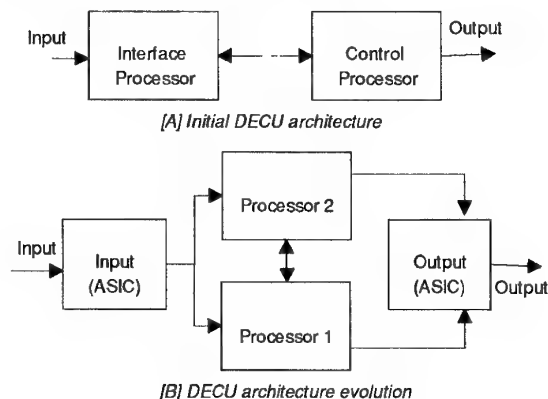 Input
Interface
Processor
Control
Processor
Output
[A] Initial DECU architecture
Processor 2
Input
Input
(ASIC)
Output
(ASIC)
Output
Processor 1
[B] DECU architecture evolution